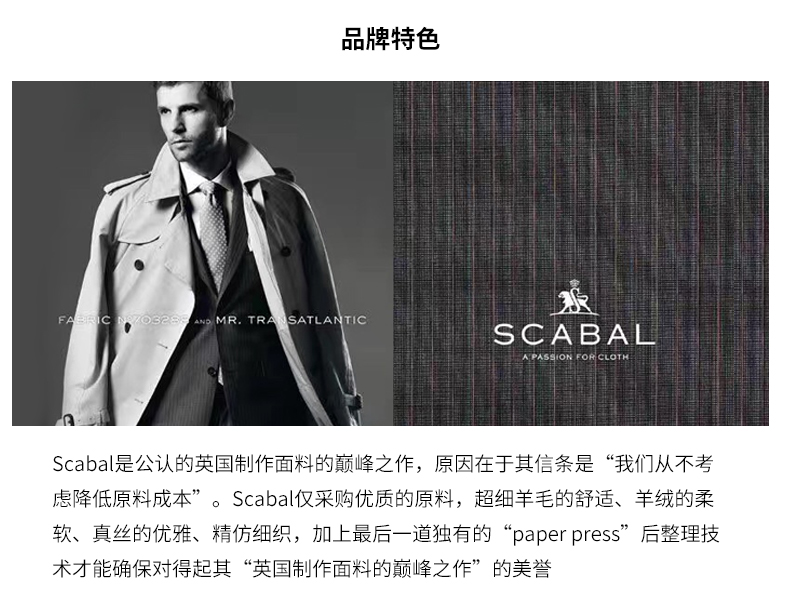 品牌特色
FABRIC N.703286 AND MR. TRANSATLANTIC
SCABAL
A PASSION FOR CLOTH
Scabal是公认的英国制作面料的巅峰之作，原因在于其信条是“我们从不考
虑降低原料成本”。Scabal仅采购优质的原料，超细羊毛的舒适、羊绒的柔
软、真丝的优雅、精仿细织，加上最后一道独有的“paper press”后整理技
术才能确保对得起其“英国制作面料的巅峰之作”的美誉